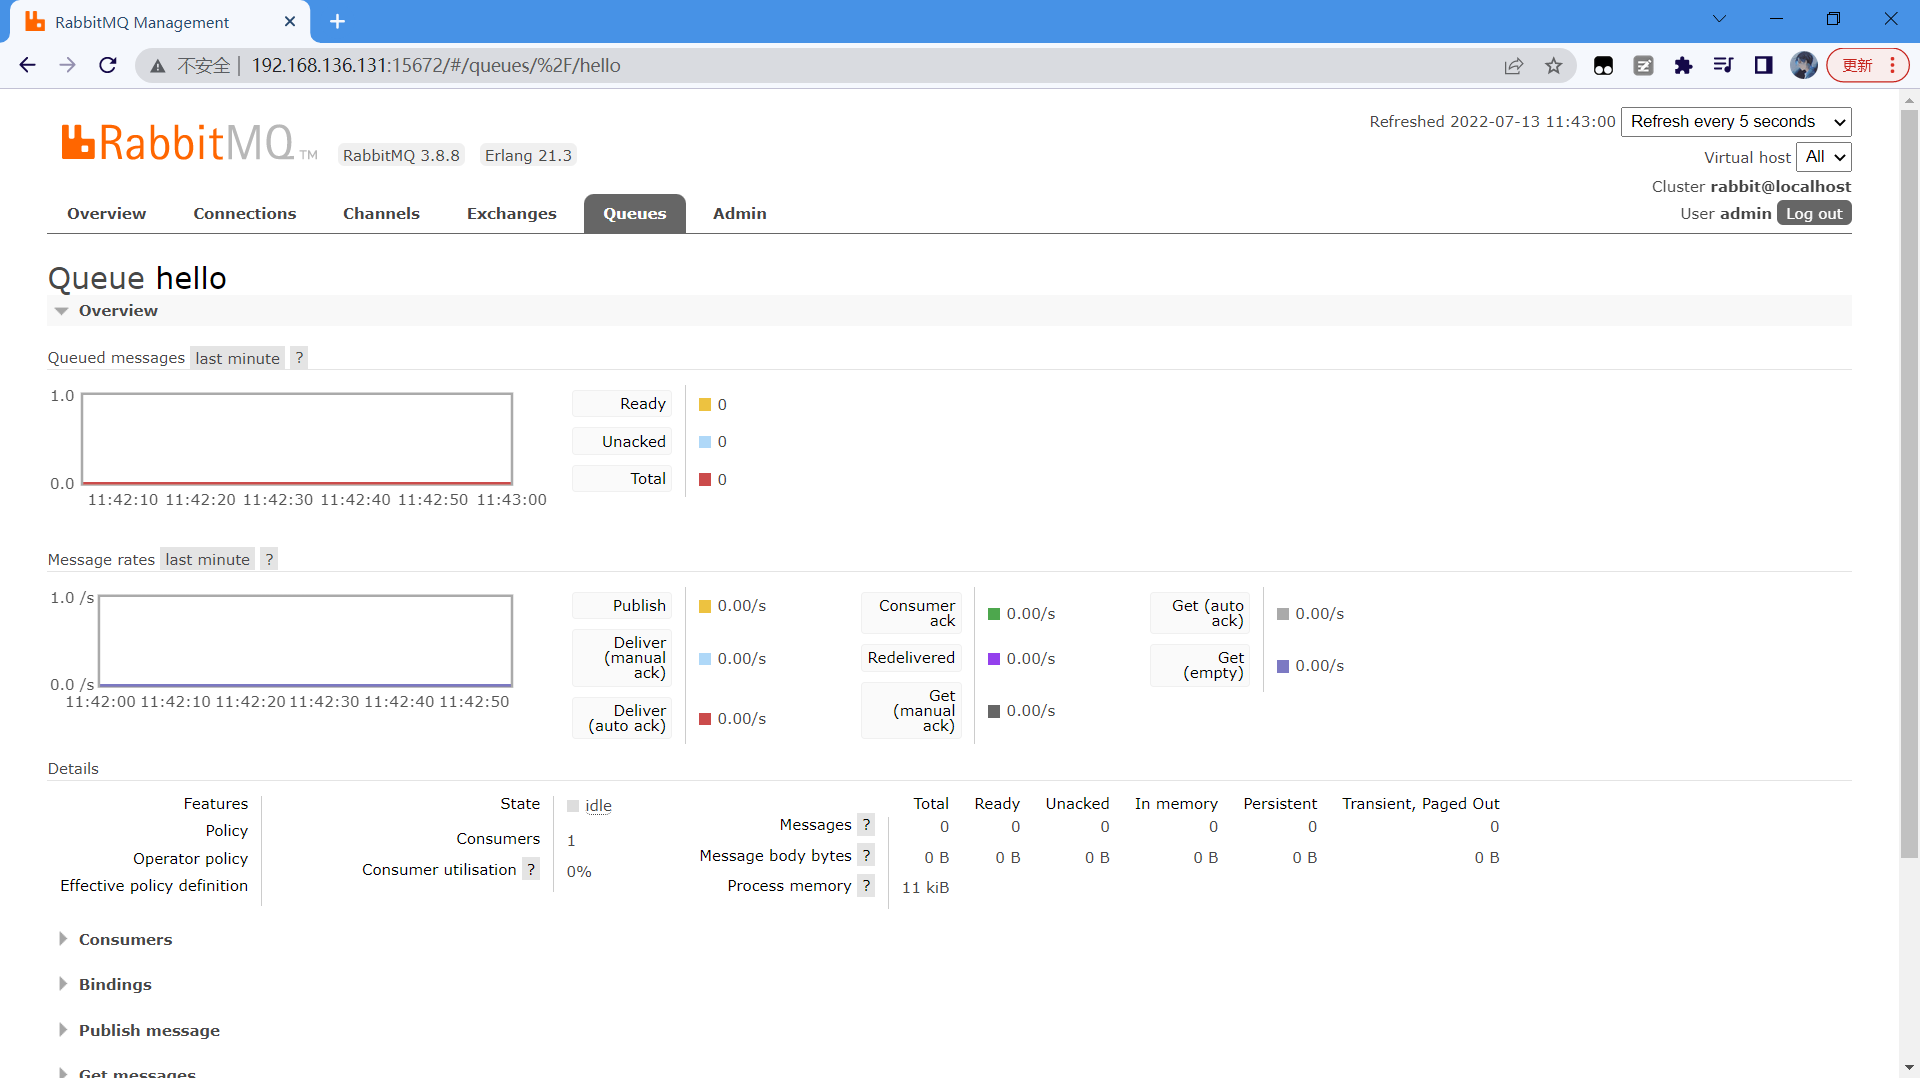 RabbitMQ Management
不安全 | 192.168.136.131:15672/#/queues/%2F/hello
更新
RabbitMQ TM RabbitMQ 3.8.8 Erlang 21.3
Refreshed 2022-07-13 11:43:00 Refresh every 5 seconds
Virtual host All
Cluster rabbit@localhost
User admin Log out
Overview Connections Channels Exchanges Queues Admin
Queue hello
Overview
Queued messages last minute ?
1.0
0.0
11:42:10 11:42:20 11:42:30 11:42:40 11:42:50 11:43:00
Ready 0
Unacked 0
Total 0
Message rates last minute ?
1.0 /s
0.0 /s
11:42:00 11:42:10 11:42:20 11:42:30 11:42:40 11:42:50
Publish 0.00/s
Deliver
(manual
ack) 0.00/s
Deliver
(auto ack) 0.00/s
Consumer
ack 0.00/s
Redelivered 0.00/s
Get
(manual
ack) 0.00/s
Get (auto
ack) 0.00/s
Get
(empty) 0.00/s
Details
Features
Policy
Operator policy
Effective policy definition
State idle
Consumers 1
Consumer utilisation ? 0%
Total Ready Unacked In memory Persistent Transient, Paged Out
Messages ? 0 0 0 0 0 0
Message body bytes ? 0 B 0 B 0 B 0 B 0 B 0 B
Process memory ? 11 kiB
Consumers
Bindings
Publish message
Get messages